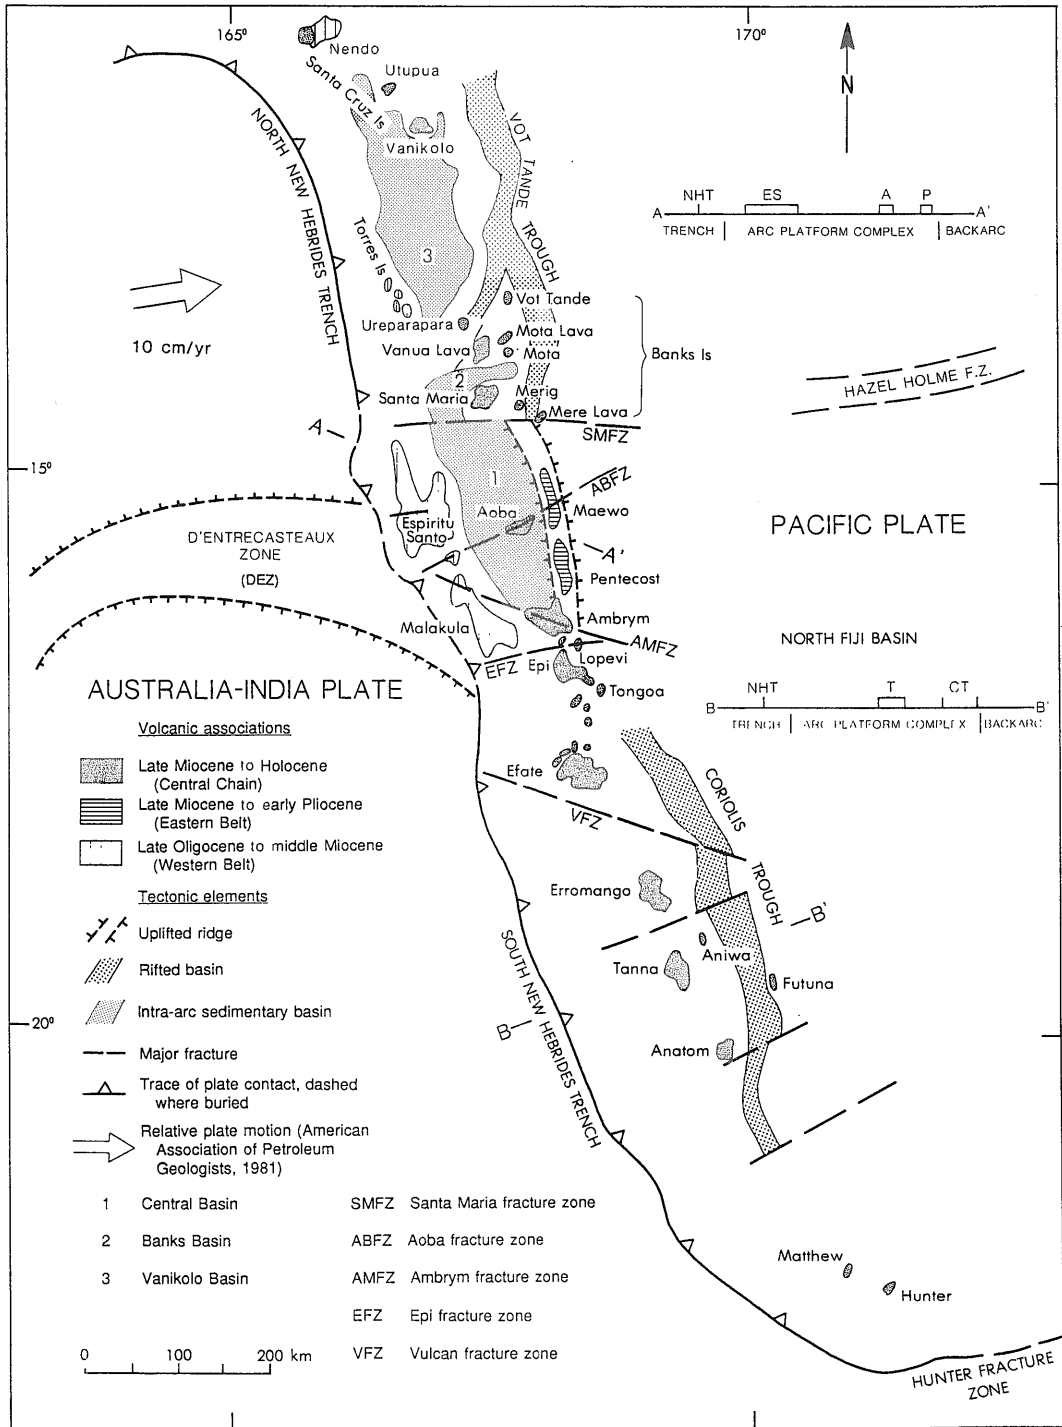 165º
170º
Nendo
Santa Cruz Is
Utupua
Vanikolo
N
NORTH NEW HEBRIDES TRENCH
VOT TANDE TROUGH
NHT
ES
A
P
A
A'
TRENCH
ARC PLATFORM COMPLEX
BACKARC
3
Torres Is
10 cm/yr
Vot Tande
Ureparapara
Mota Lava
Vanua Lava
Mota
Banks Is
2
Santa Maria
Merig
Mere Lava
HAZEL HOLME F.Z.
A
SMFZ
15º
1
ABFZ
Aoba
Maewo
Espiritu
Santo
PACIFIC PLATE
D'ENTRECASTEAUX
ZONE
(DEZ)
A'
Pentecost
Malakula
Ambrym
AMFZ
EFZ
Epi
Lopevi
NORTH FIJI BASIN
Tongoa
AUSTRALIA-INDIA PLATE
NHT
T
CT
B
B'
TRENCH
ARC PLATFORM COMPLEX
BACKARC
Volcanic associations
Late Miocene to Holocene
(Central Chain)
Late Miocene to early Pliocene
(Eastern Belt)
Late Oligocene to middle Miocene
(Western Belt)
Efate
VFZ
CORIOLIS TROUGH
Erromango
B'
Tectonic elements
Uplifted ridge
Rifted basin
Intra-arc sedimentary basin
Major fracture
Trace of plate contact, dashed
where buried
Relative plate motion (American
Association of Petroleum
Geologists, 1981)
SOUTH NEW HEBRIDES TRENCH
Aniwa
Tanna
Futuna
20º
B
Anatom
1 Central Basin
2 Banks Basin
3 Vanikolo Basin
SMFZ Santa Maria fracture zone
ABFZ Aoba fracture zone
AMFZ Ambrym fracture zone
EFZ Epi fracture zone
VFZ Vulcan fracture zone
Matthew
Hunter
0 100 200 km
HUNTER FRACTURE
ZONE